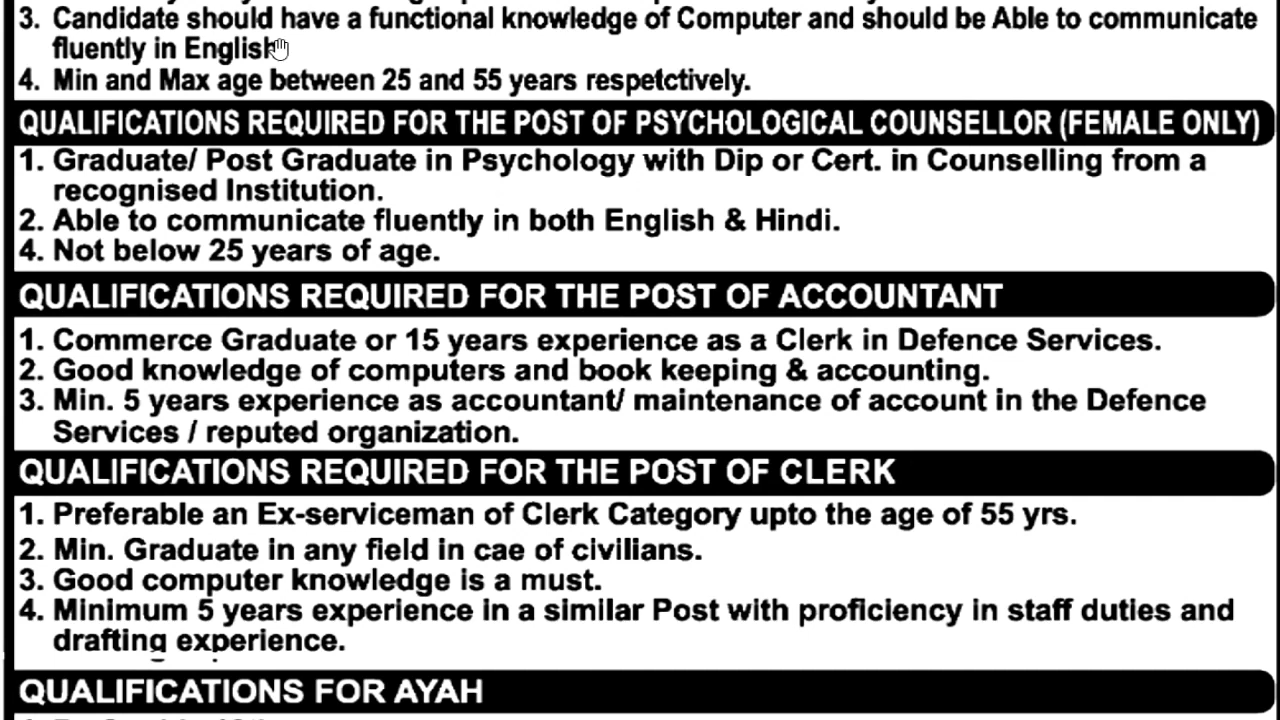 3. Candidate should have a functional knowledge of Computer and should be Able to communicate
fluently in English
4. Min and Max age between 25 and 55 years respetctively.
QUALIFICATIONS REQUIRED FOR THE POST OF PSYCHOLOGICAL COUNSELLOR (FEMALE ONLY)
1. Graduate/ Post Graduate in Psychology with Dip or Cert. in Counselling from a
recognised Institution.
2. Able to communicate fluently in both English & Hindi.
4. Not below 25 years of age.
QUALIFICATIONS REQUIRED FOR THE POST OF ACCOUNTANT
1. Commerce Graduate or 15 years experience as a Clerk in Defence Services.
2. Good knowledge of computers and book keeping & accounting.
3. Min. 5 years experience as accountant/ maintenance of account in the Defence
Services / reputed organization.
QUALIFICATIONS REQUIRED FOR THE POST OF CLERK
1. Preferable an Ex-serviceman of Clerk Category upto the age of 55 yrs.
2. Min. Graduate in any field in cae of civilians.
3. Good computer knowledge is a must.
4. Minimum 5 years experience in a similar Post with proficiency in staff duties and
drafting experience.
QUALIFICATIONS FOR AYAH